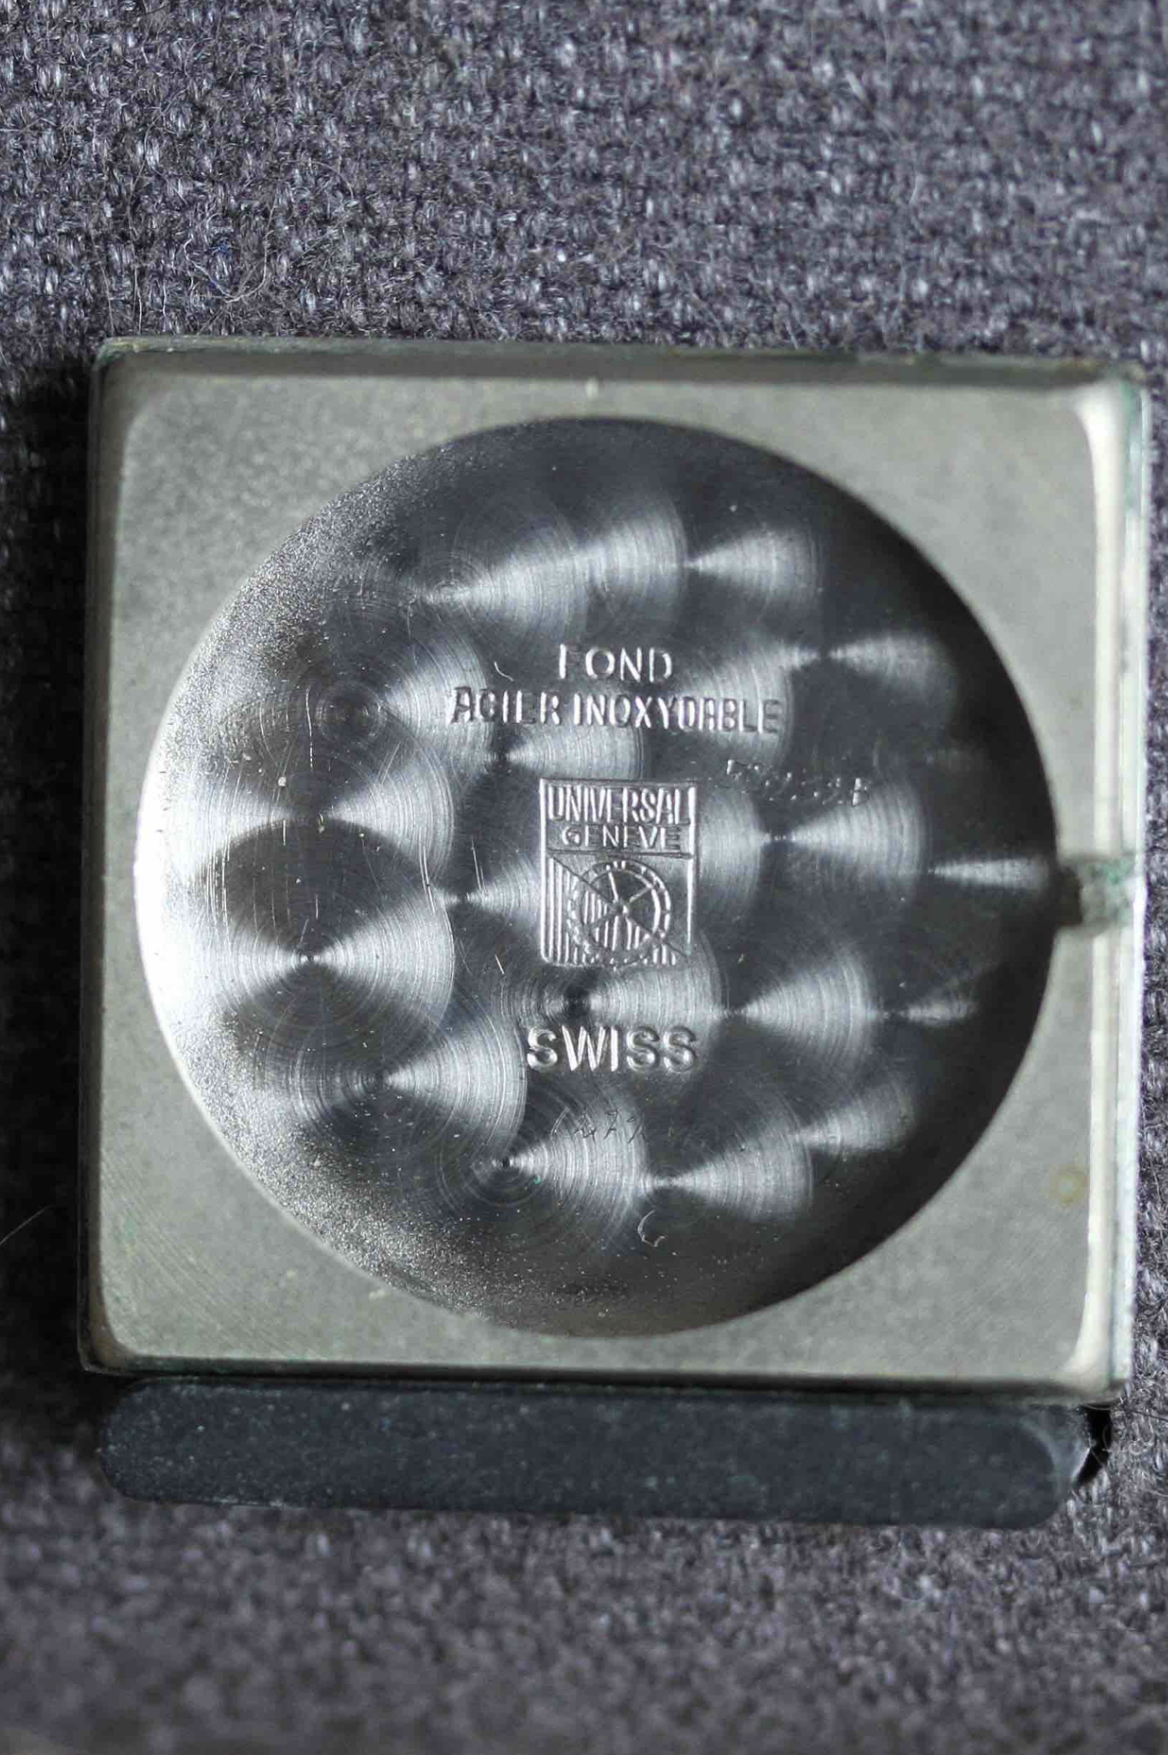 FOND
ACIER INOXYDABLE
UNIVERSAL
GENEVE
SWISS